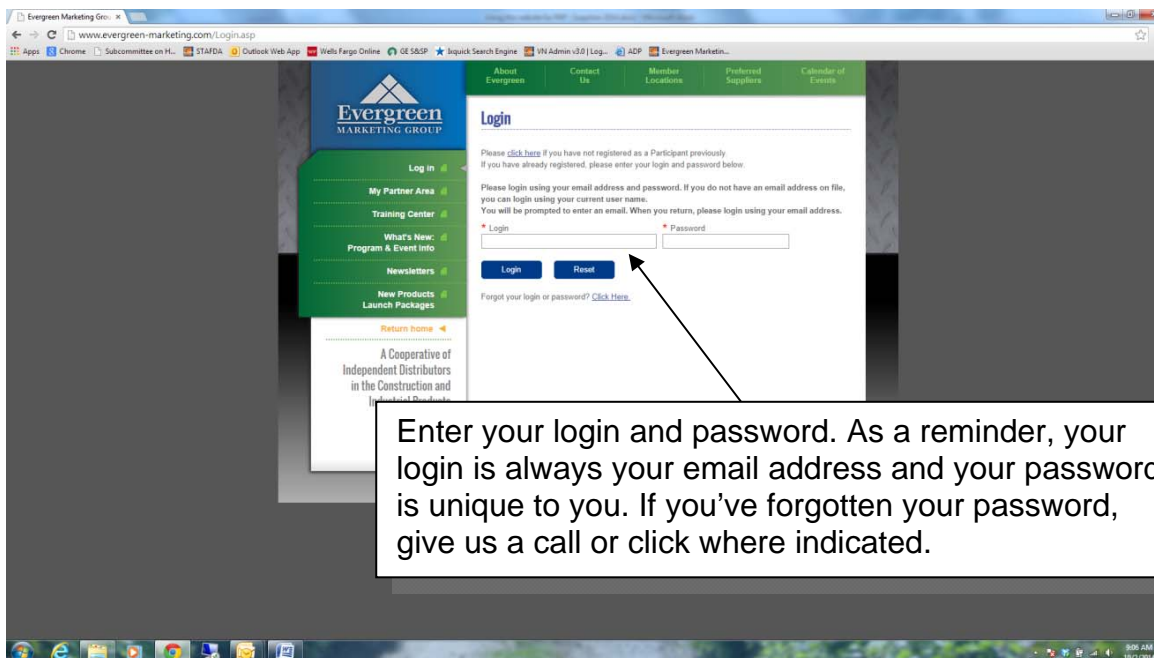 Evergreen Marketing Grou ×
www.evergreen-marketing.com/Login.asp
Apps Chrome Subcommittee on H... STAFDA Outlook Web App Wells Fargo Online GE S&SP Ixquick Search Engine VN Admin v3.0 | Log... ADP Evergreen Marketin...
About Evergreen
Contact Us
Member Locations
Preferred Suppliers
Calendar of Events
Evergreen
MARKETING GROUP
Log in
My Partner Area
Training Center
What's New:
Program & Event Info
Newsletters
New Products
Launch Packages
Return home
A Cooperative of
Independent Distributors
in the Construction and
Industrial Products
Login
Please click here if you have not registered as a Participant previously
If you have already registered, please enter your login and password below.
Please login using your email address and password. If you do not have an email address on file,
you can login using your current user name.
You will be prompted to enter an email. When you return, please login using your email address.
* Login * Password
Login Reset
Forgot your login or password? Click Here.
Enter your login and password. As a reminder, your
login is always your email address and your password
is unique to you. If you’ve forgotten your password,
give us a call or click where indicated.
9:06 AM